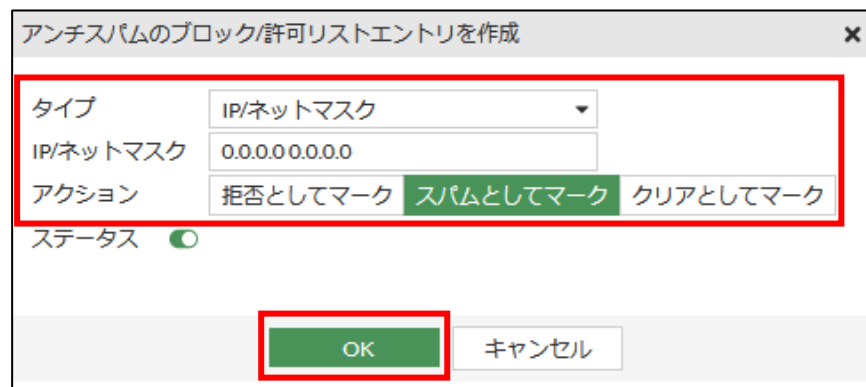 アンチスパムのブロック/許可リストエントリを作成 ×
タイプ IP/ネットマスク
IP/ネットマスク 0.0.0.0 0.0.0.0
アクション 拒否としてマーク スパムとしてマーク クリアとしてマーク
ステータス
OK キャンセル